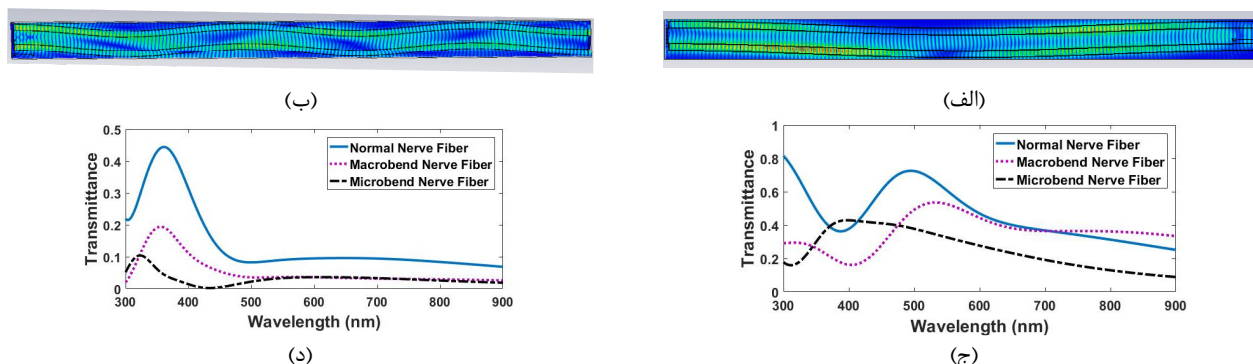 (الف)
(ب)
1
0.8
0.6
0.4
0.2
0
Transmittance
Normal Nerve Fiber
Macrobend Nerve Fiber
Microbend Nerve Fiber
300 400 500 600 700 800 900
Wavelength (nm)
(ج)
0.5
0.4
0.3
0.2
0.1
0
Transmittance
Normal Nerve Fiber
Macrobend Nerve Fiber
Microbend Nerve Fiber
300 400 500 600 700 800 900
Wavelength (nm)
(د)